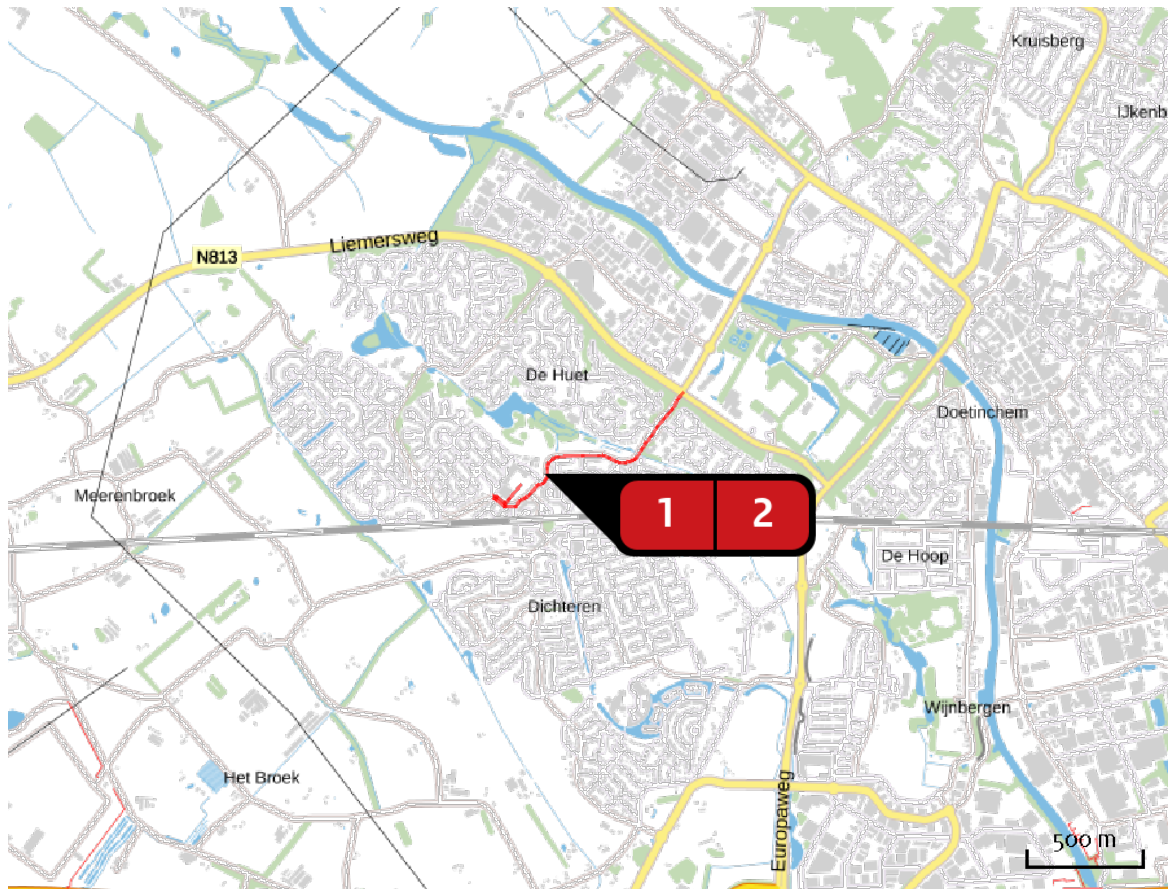 Kruisberg
IJkenb
Liemersweg
N813
De Huet
Doetinchem
Meerenbroek
1 2
De Hoop
Dichteren
Wijnbergen
Het Broek
Europaweg
500 m